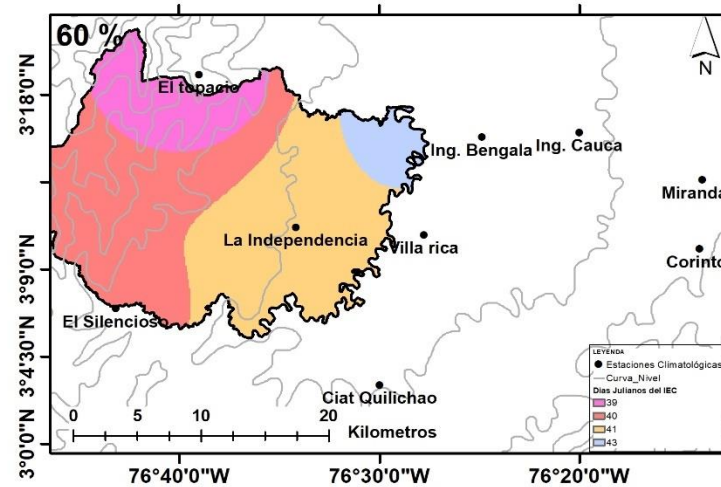 60 %
N
3°18'0"N
El topacio
Ing. Bengala
Ing. Cauca
Miranda
La Independencia
Villa rica
Corinto
3°9'0"N
El Silencioso
3°4'30"N
Ciat Quilichao
0 5 10 20
Kilometros
3°0'0"N
76°40'0"W 76°30'0"W 76°20'0"W
LEYENDA
Estaciones Climatológicas
Curva_Nivel
Días Julianos del IEC
39
40
41
43